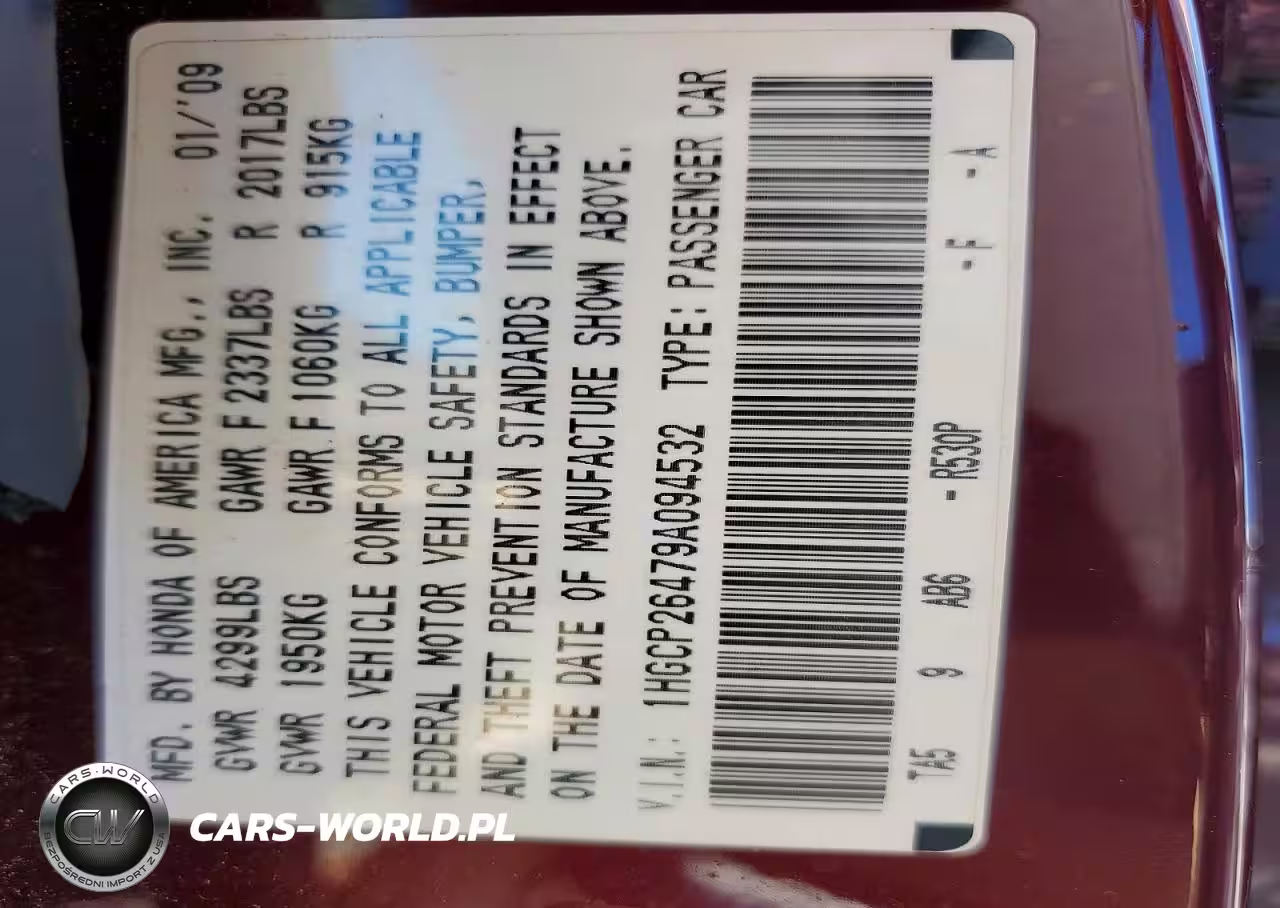 MFD. BY HONDA OF AMERICA MFG., INC. 01/'09
GVWR 4299LBS GAWR F 2337LBS R 2017LBS
GVWR 1950KG GAWR F 1060KG R 915KG
THIS VEHICLE CONFORMS TO ALL APPLICABLE
FEDERAL MOTOR VEHICLE SAFETY, BUMPER,
AND THEFT PREVENTION STANDARDS IN EFFECT
ON THE DATE OF MANUFACTURE SHOWN ABOVE.
V.I.N.: 1HGCP26479A094532 TYPE: PASSENGER CAR
TA5 9 AB6 -R530P -F -A
CARS-WORLD
CW
BEZPOŚREDNI IMPORT Z USA
CARS-WORLD.PL